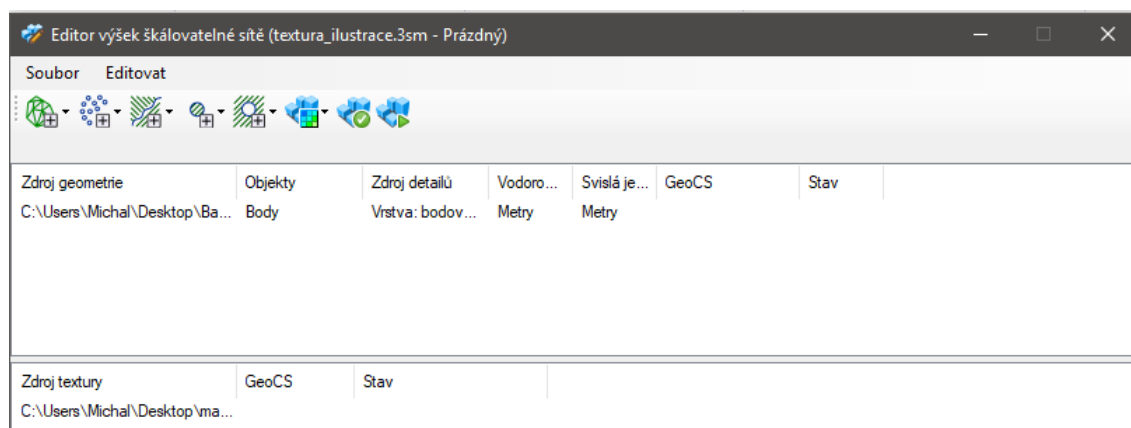 Editor výšek škálovatelné sítě (textura_ilustrace.3sm - Prázdný)
Soubor Editovat
Zdroj geometrie Objekty Zdroj detailů Vodoro... Svislá je... GeoCS Stav
C:\Users\Michal\Desktop\Ba... Body Vrstva: bodov... Metry Metry
Zdroj textury GeoCS Stav
C:\Users\Michal\Desktop\ma...